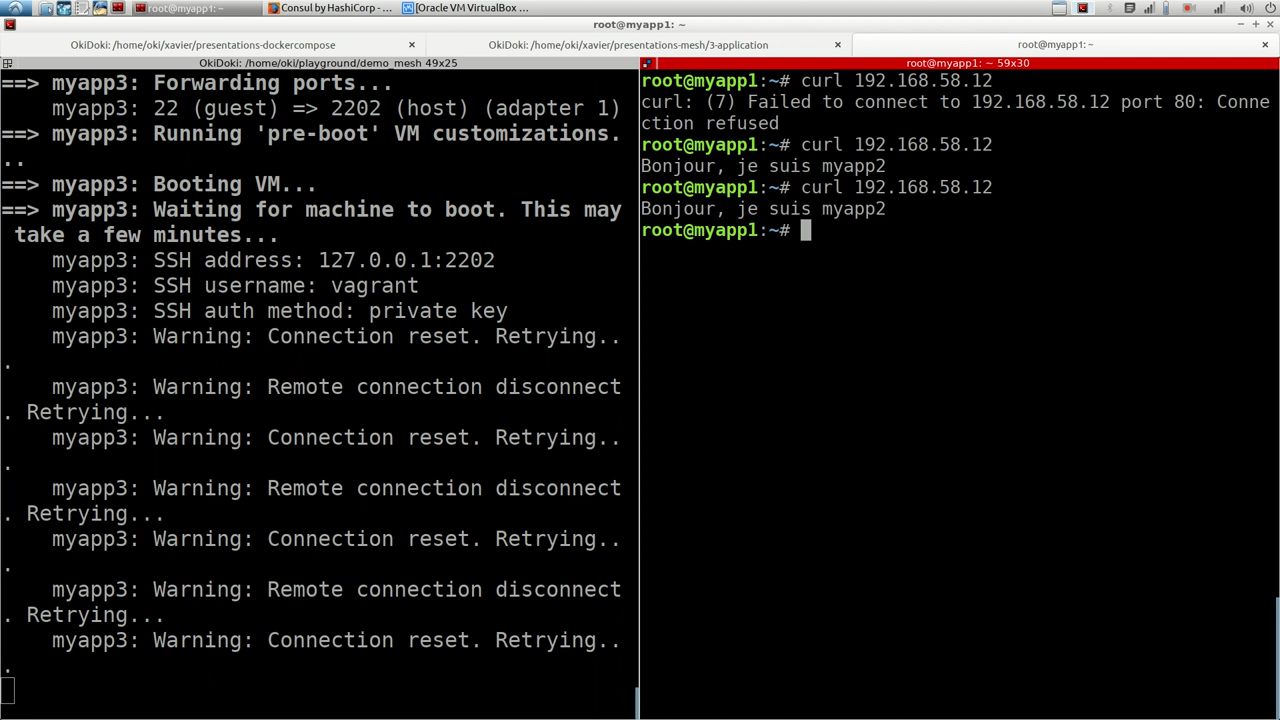 root@myapp1: ~
Consul by HashiCorp - ...
[Oracle VM VirtualBox ...
root@myapp1: ~
OkiDoki: /home/oki/xavier/presentations-dockercompose
OkiDoki: /home/oki/xavier/presentations-mesh/3-application
root@myapp1: ~
OkiDoki: /home/oki/playground/demo_mesh 49x25
==> myapp3: Forwarding ports...
myapp3: 22 (guest) => 2202 (host) (adapter 1)
==> myapp3: Running 'pre-boot' VM customizations.
..
==> myapp3: Booting VM...
==> myapp3: Waiting for machine to boot. This may
take a few minutes...
myapp3: SSH address: 127.0.0.1:2202
myapp3: SSH username: vagrant
myapp3: SSH auth method: private key
myapp3: Warning: Connection reset. Retrying..
.
myapp3: Warning: Remote connection disconnect
. Retrying...
myapp3: Warning: Connection reset. Retrying..
.
myapp3: Warning: Remote connection disconnect
. Retrying...
myapp3: Warning: Connection reset. Retrying..
.
myapp3: Warning: Remote connection disconnect
. Retrying...
myapp3: Warning: Connection reset. Retrying..
.
root@myapp1: ~ 59x30
root@myapp1:~# curl 192.168.58.12
curl: (7) Failed to connect to 192.168.58.12 port 80: Conne
ction refused
root@myapp1:~# curl 192.168.58.12
Bonjour, je suis myapp2
root@myapp1:~# curl 192.168.58.12
Bonjour, je suis myapp2
root@myapp1:~#